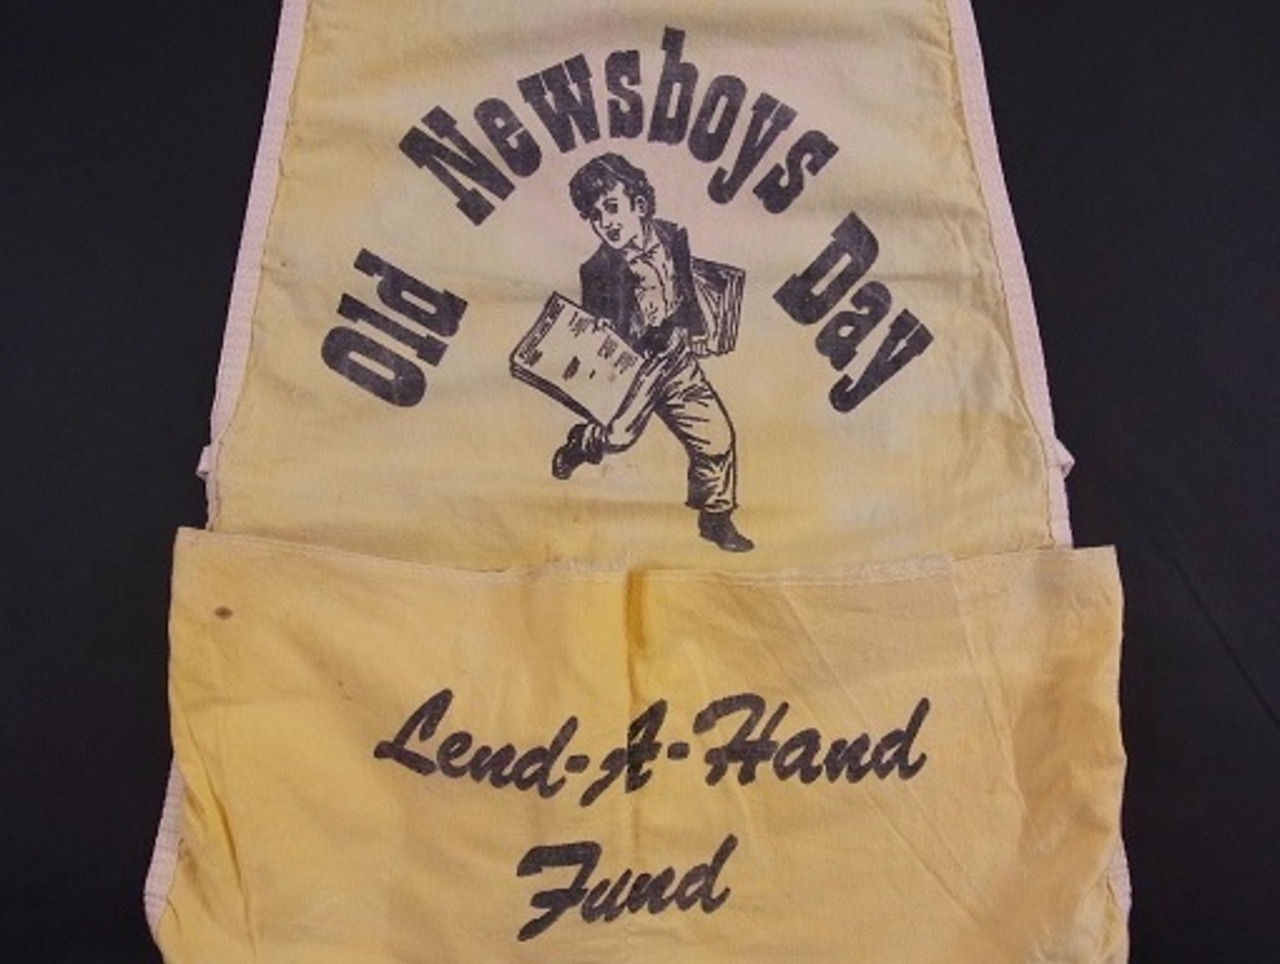 Old Newsboys Day
Lend-A-Hand
Fund